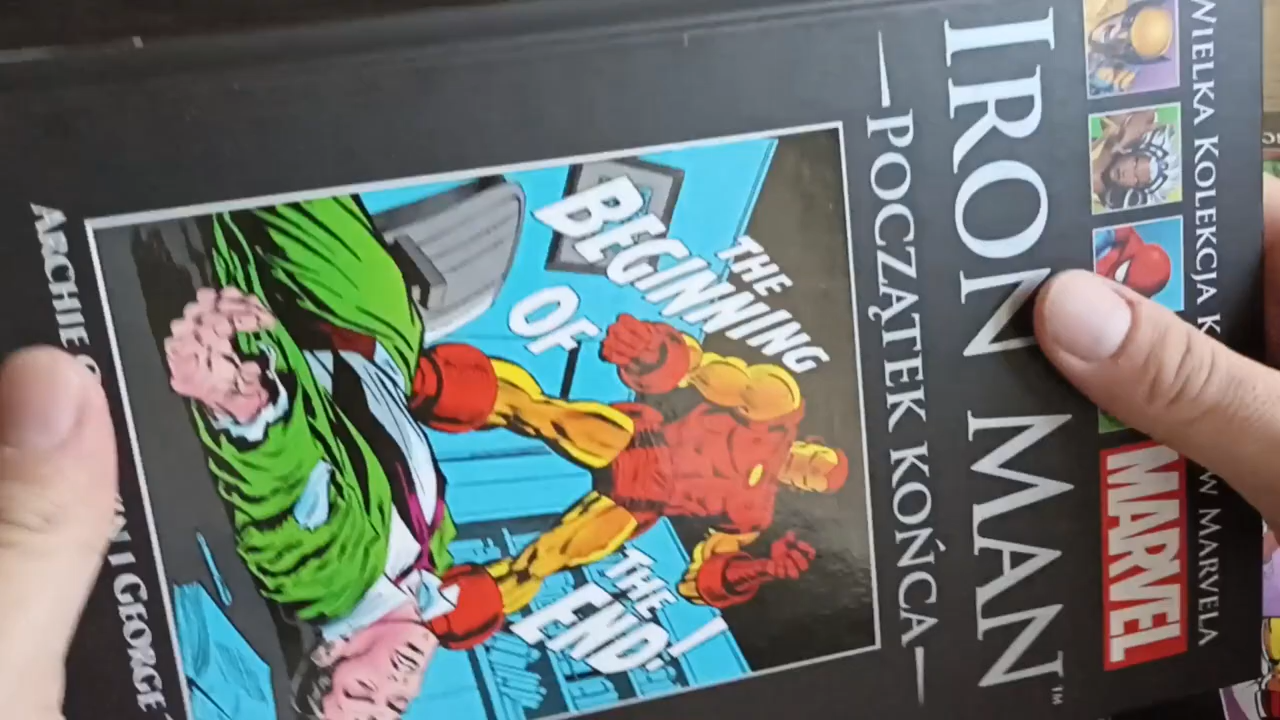 WIELKA KOLEKCJA K W MARVELA
MARVEL
IRON MAN™
—POCZĄTEK KOŃCA—
THE
BEGINNING
OF
THE
END!
ARCHIE I GEORGE